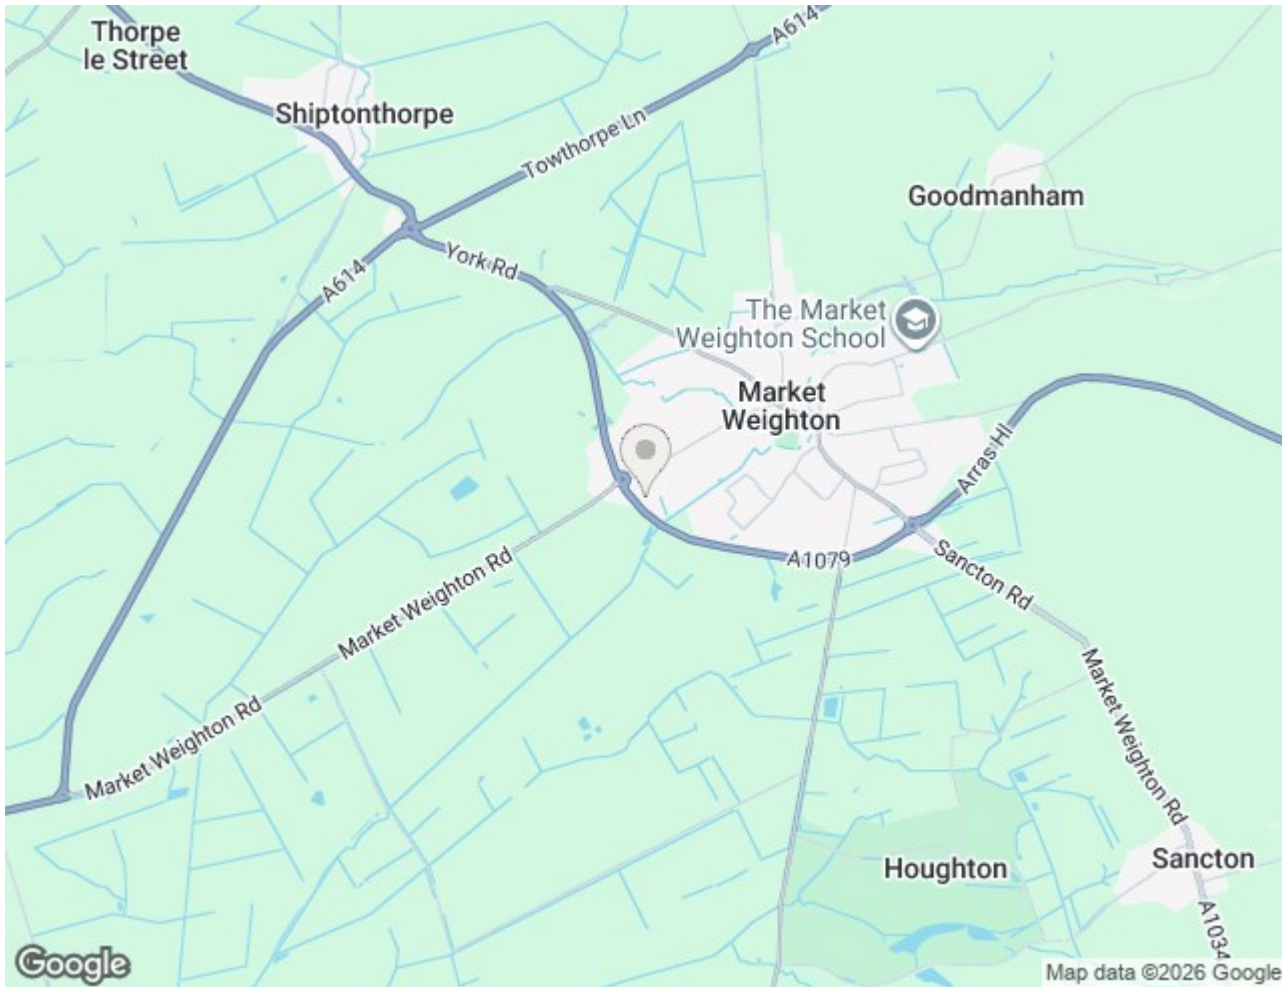 Thorpe
le Street
A614
Shiptonthorpe
Towthorpe Ln
Goodmanham
York Rd
A614
The Market
Weighton School
Market
Weighton
Arras Hl
A1079
Sancton Rd
Market Weighton Rd
Market Weighton Rd
Market Weighton Rd
Houghton
Sancton
A1034
Google
Map data ©2026 Google